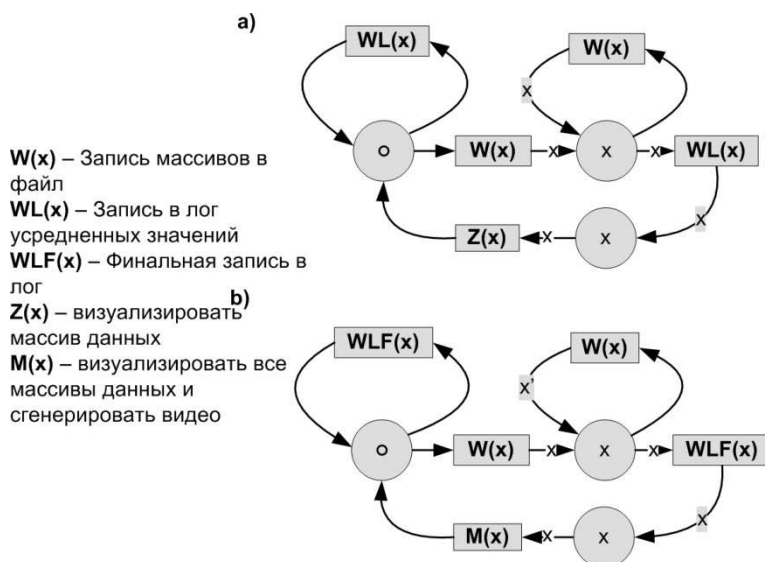 a)
WL(x)
W(x)
x
o
W(x)
x
x
x
WL(x)
Z(x)
x
x
x
W(x) – Запись массивов в
файл
WL(x) – Запись в лог
усредненных значений
WLF(x) – Финальная запись в
лог
Z(x) – визуализировать
массив данных
M(x) – визуализировать все
массивы данных и
сгенерировать видео
b)
WLF(x)
W(x)
x'
o
W(x)
x
x
x
WLF(x)
M(x)
x
x
x